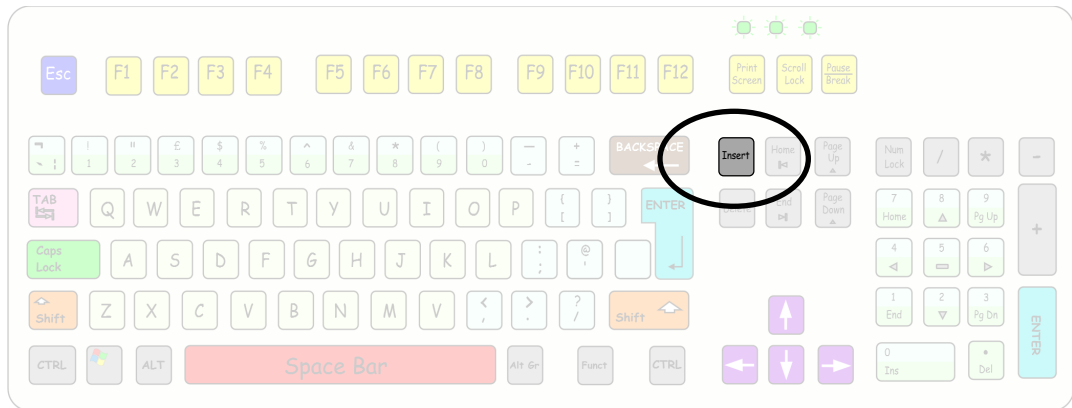 Esc F1 F2 F3 F4 F5 F6 F7 F8 F9 F10 F11 F12 Print Screen Scroll Lock Pause Break
¬ ` ¦ ! 1 " 2 £ 3 $ 4 % 5 ^ 6 & 7 * 8 ( 9 ) 0 — - + = BACKSPACE Insert Home Page Up Num Lock / * -
TAB Q W E R T Y U I O P { [ } ] ENTER Delete End Page Down 7 Home 8 9 Pg Up +
Caps Lock A S D F G H J K L : ; @ ' 4 5 6
Shift Z X C V B N M V < , > . ? / Shift 1 End 2 3 Pg Dn ENTER
CTRL ALT Space Bar Alt Gr Funct CTRL 0 Ins • Del